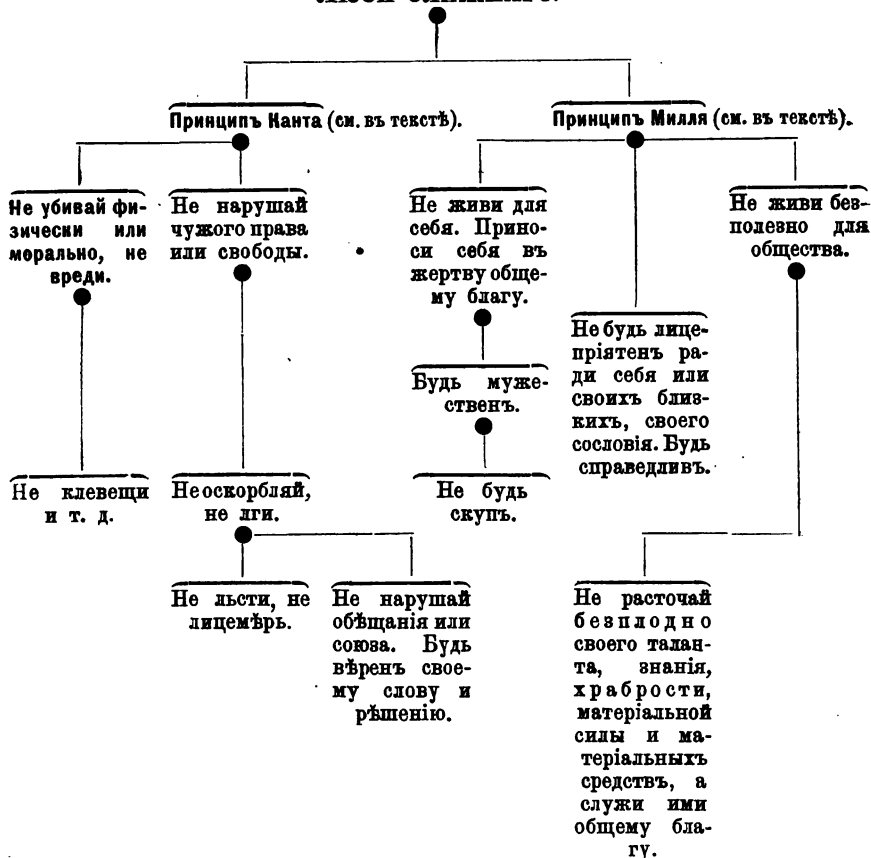 Принципъ Канта (см. въ текстѣ).
Принципъ Милля (см. въ текстѣ).
Не убивай фи-
зически или
морально, не
вреди.
Не нарушай
чужого права
или свободы.
Не живи для
себя. Прино-
си себя въ
жертву обще-
му благу.
Не живи без-
полезно для
общества.
Будь муже-
ственъ.
Не будь лице-
пріятенъ ра-
ди себя или
своихъ близ-
кихъ, своего
сословія. Будь
справедливъ.
Не клевещи
и т. д.
Не оскорбляй,
не лги.
Не будь
скупъ.
Не льсти, не
лицемѣрь.
Не нарушай
обѣщанія или
союза. Будь
вѣренъ свое-
му слову и
рѣшенію.
Не расточай
безплодно
своего талан-
та, знанія,
храбрости,
матеріальной
силы и ма-
теріальныхъ
средствъ, а
служи ими
общему бла-
гу.